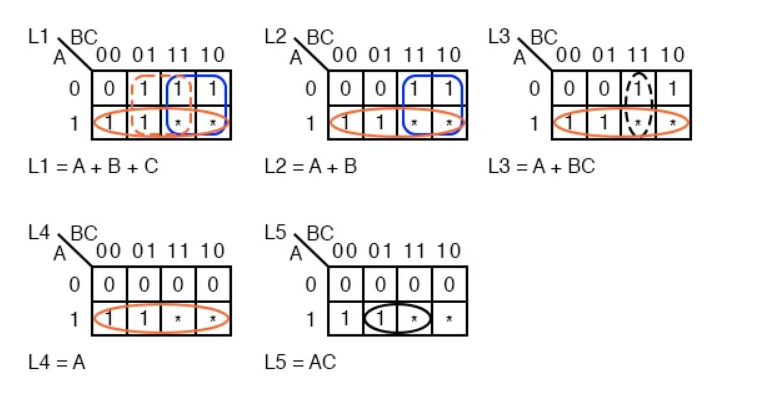 L1 BC
A 00 01 11 10
0 0 1 1 1
1 1 1 * *
L1 = A + B + C
L2 BC
A 00 01 11 10
0 0 0 1 1
1 1 1 * *
L2 = A + B
L3 BC
A 00 01 11 10
0 0 0 1 1
1 1 1 * *
L3 = A + BC
L4 BC
A 00 01 11 10
0 0 0 0 0
1 1 1 * *
L4 = A
L5 BC
A 00 01 11 10
0 0 0 0 0
1 1 1 * *
L5 = AC